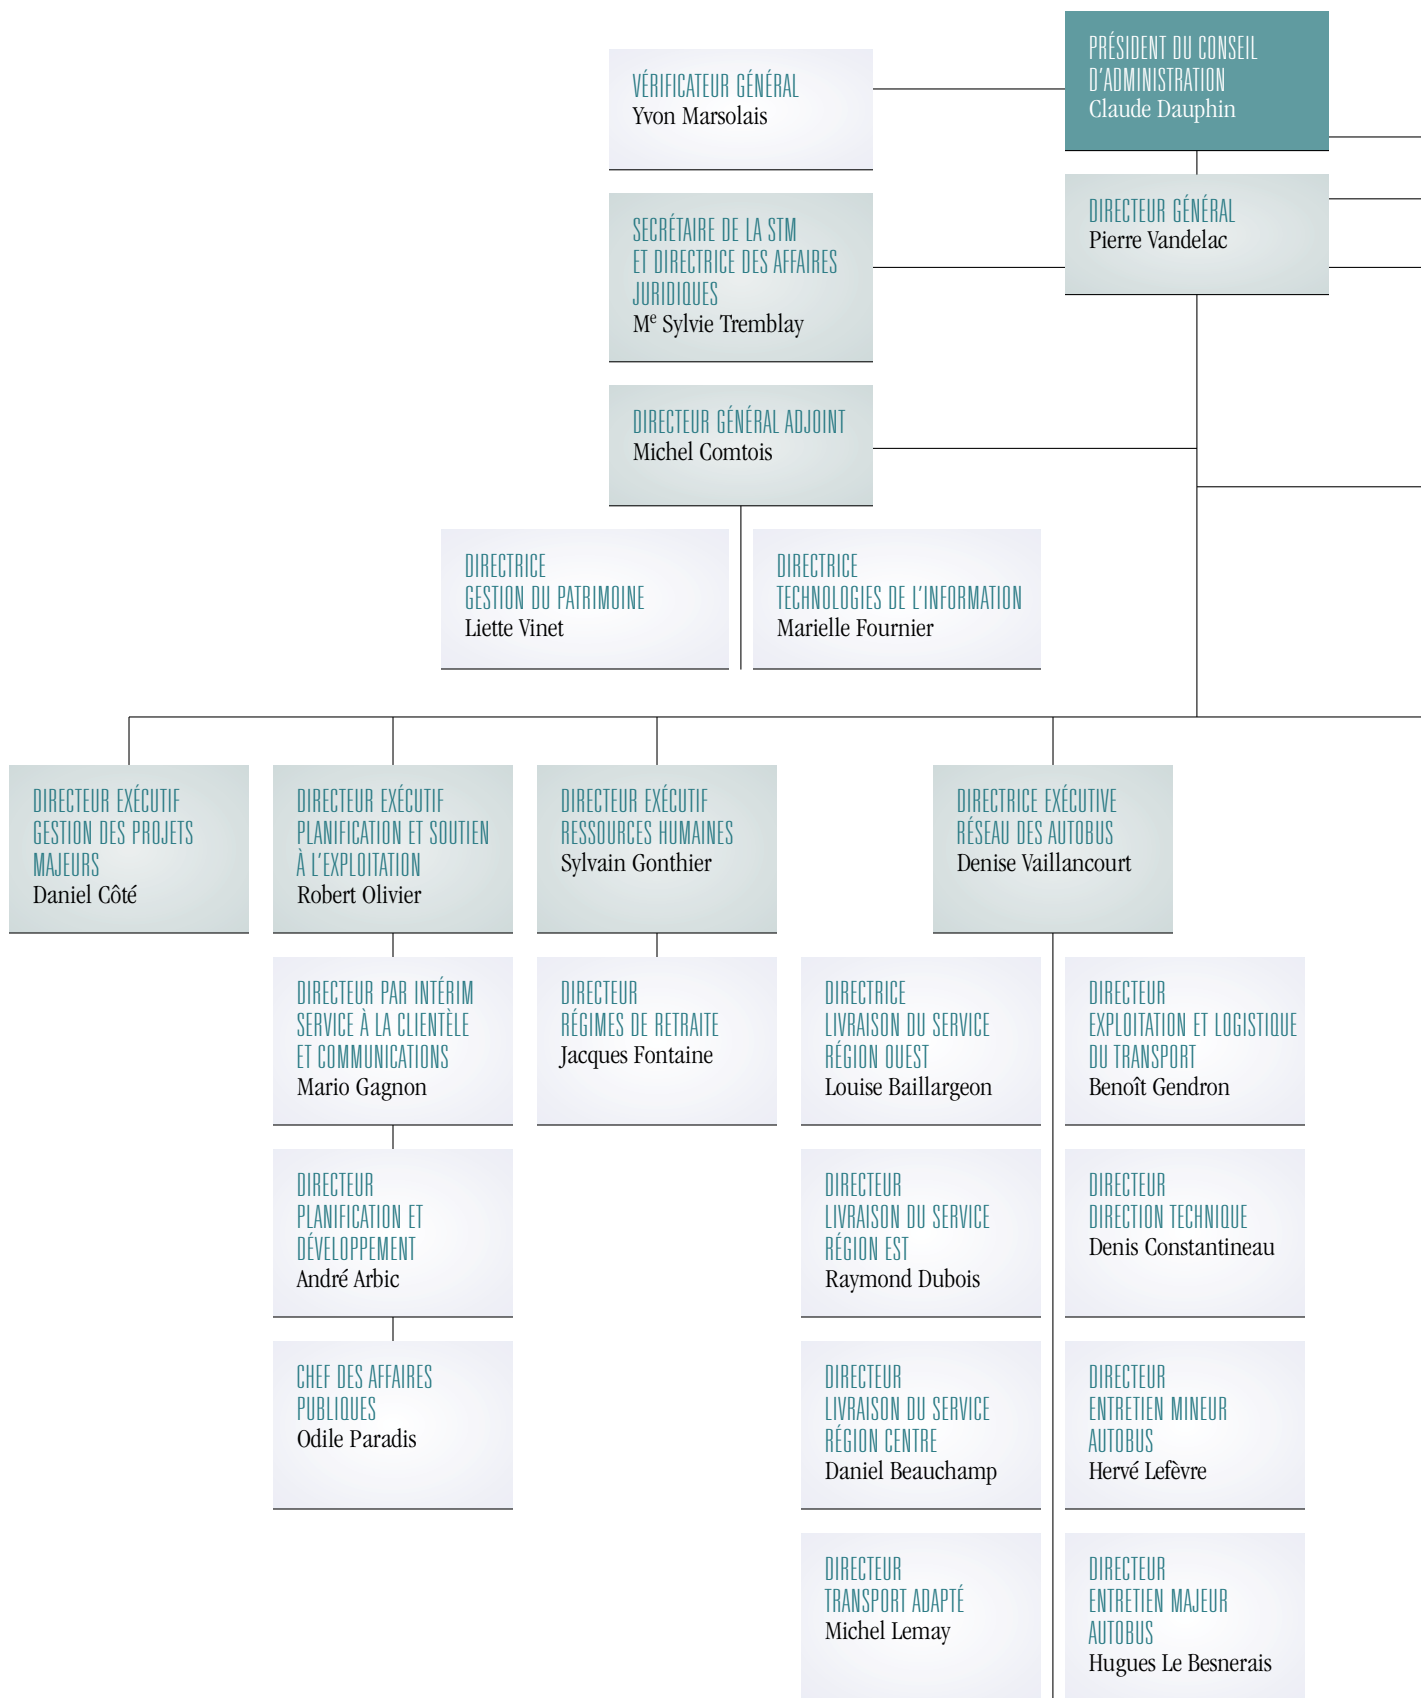 PRÉSIDENT DU CONSEIL
D'ADMINISTRATION
Claude Dauphin
VÉRIFICATEUR GÉNÉRAL
Yvon Marsolais
DIRECTEUR GÉNÉRAL
Pierre Vandelac
SECRÉTAIRE DE LA STM
ET DIRECTRICE DES AFFAIRES
JURIDIQUES
Me Sylvie Tremblay
DIRECTEUR GÉNÉRAL ADJOINT
Michel Comtois
DIRECTRICE
GESTION DU PATRIMOINE
Liette Vinet
DIRECTRICE
TECHNOLOGIES DE L'INFORMATION
Marielle Fournier
DIRECTEUR EXÉCUTIF
GESTION DES PROJETS
MAJEURS
Daniel Côté
DIRECTEUR EXÉCUTIF
PLANIFICATION ET SOUTIEN
À L'EXPLOITATION
Robert Olivier
DIRECTEUR EXÉCUTIF
RESSOURCES HUMAINES
Sylvain Gonthier
DIRECTRICE EXÉCUTIVE
RÉSEAU DES AUTOBUS
Denise Vaillancourt
DIRECTEUR PAR INTÉRIM
SERVICE À LA CLIENTÈLE
ET COMMUNICATIONS
Mario Gagnon
DIRECTEUR
RÉGIMES DE RETRAITE
Jacques Fontaine
DIRECTRICE
LIVRAISON DU SERVICE
RÉGION OUEST
Louise Baillargeon
DIRECTEUR
EXPLOITATION ET LOGISTIQUE
DU TRANSPORT
Benoît Gendron
DIRECTEUR
PLANIFICATION ET
DÉVELOPPEMENT
André Arbic
DIRECTEUR
LIVRAISON DU SERVICE
RÉGION EST
Raymond Dubois
DIRECTEUR
DIRECTION TECHNIQUE
Denis Constantineau
CHEF DES AFFAIRES
PUBLIQUES
Odile Paradis
DIRECTEUR
LIVRAISON DU SERVICE
RÉGION CENTRE
Daniel Beauchamp
DIRECTEUR
ENTRETIEN MINEUR
AUTOBUS
Hervé Lefèvre
DIRECTEUR
TRANSPORT ADAPTÉ
Michel Lemay
DIRECTEUR
ENTRETIEN MAJEUR
AUTOBUS
Hugues Le Besnerais